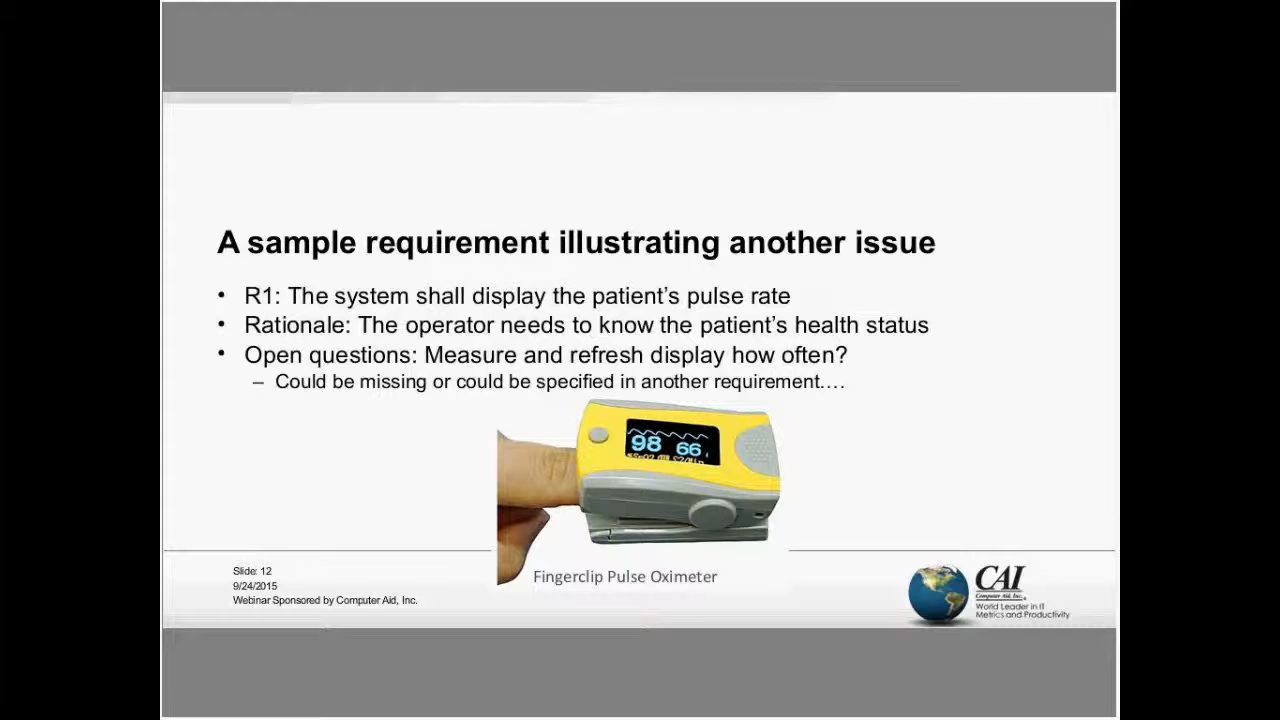 A sample requirement illustrating another issue
• R1: The system shall display the patient's pulse rate
• Rationale: The operator needs to know the patient's health status
• Open questions: Measure and refresh display how often?
– Could be missing or could be specified in another requirement….
98 66
Fingerclip Pulse Oximeter
Slide: 12
9/24/2015
Webinar Sponsored by Computer Aid, Inc.
CAI
Computer Aid, Inc.
World Leader in IT
Metrics and Productivity